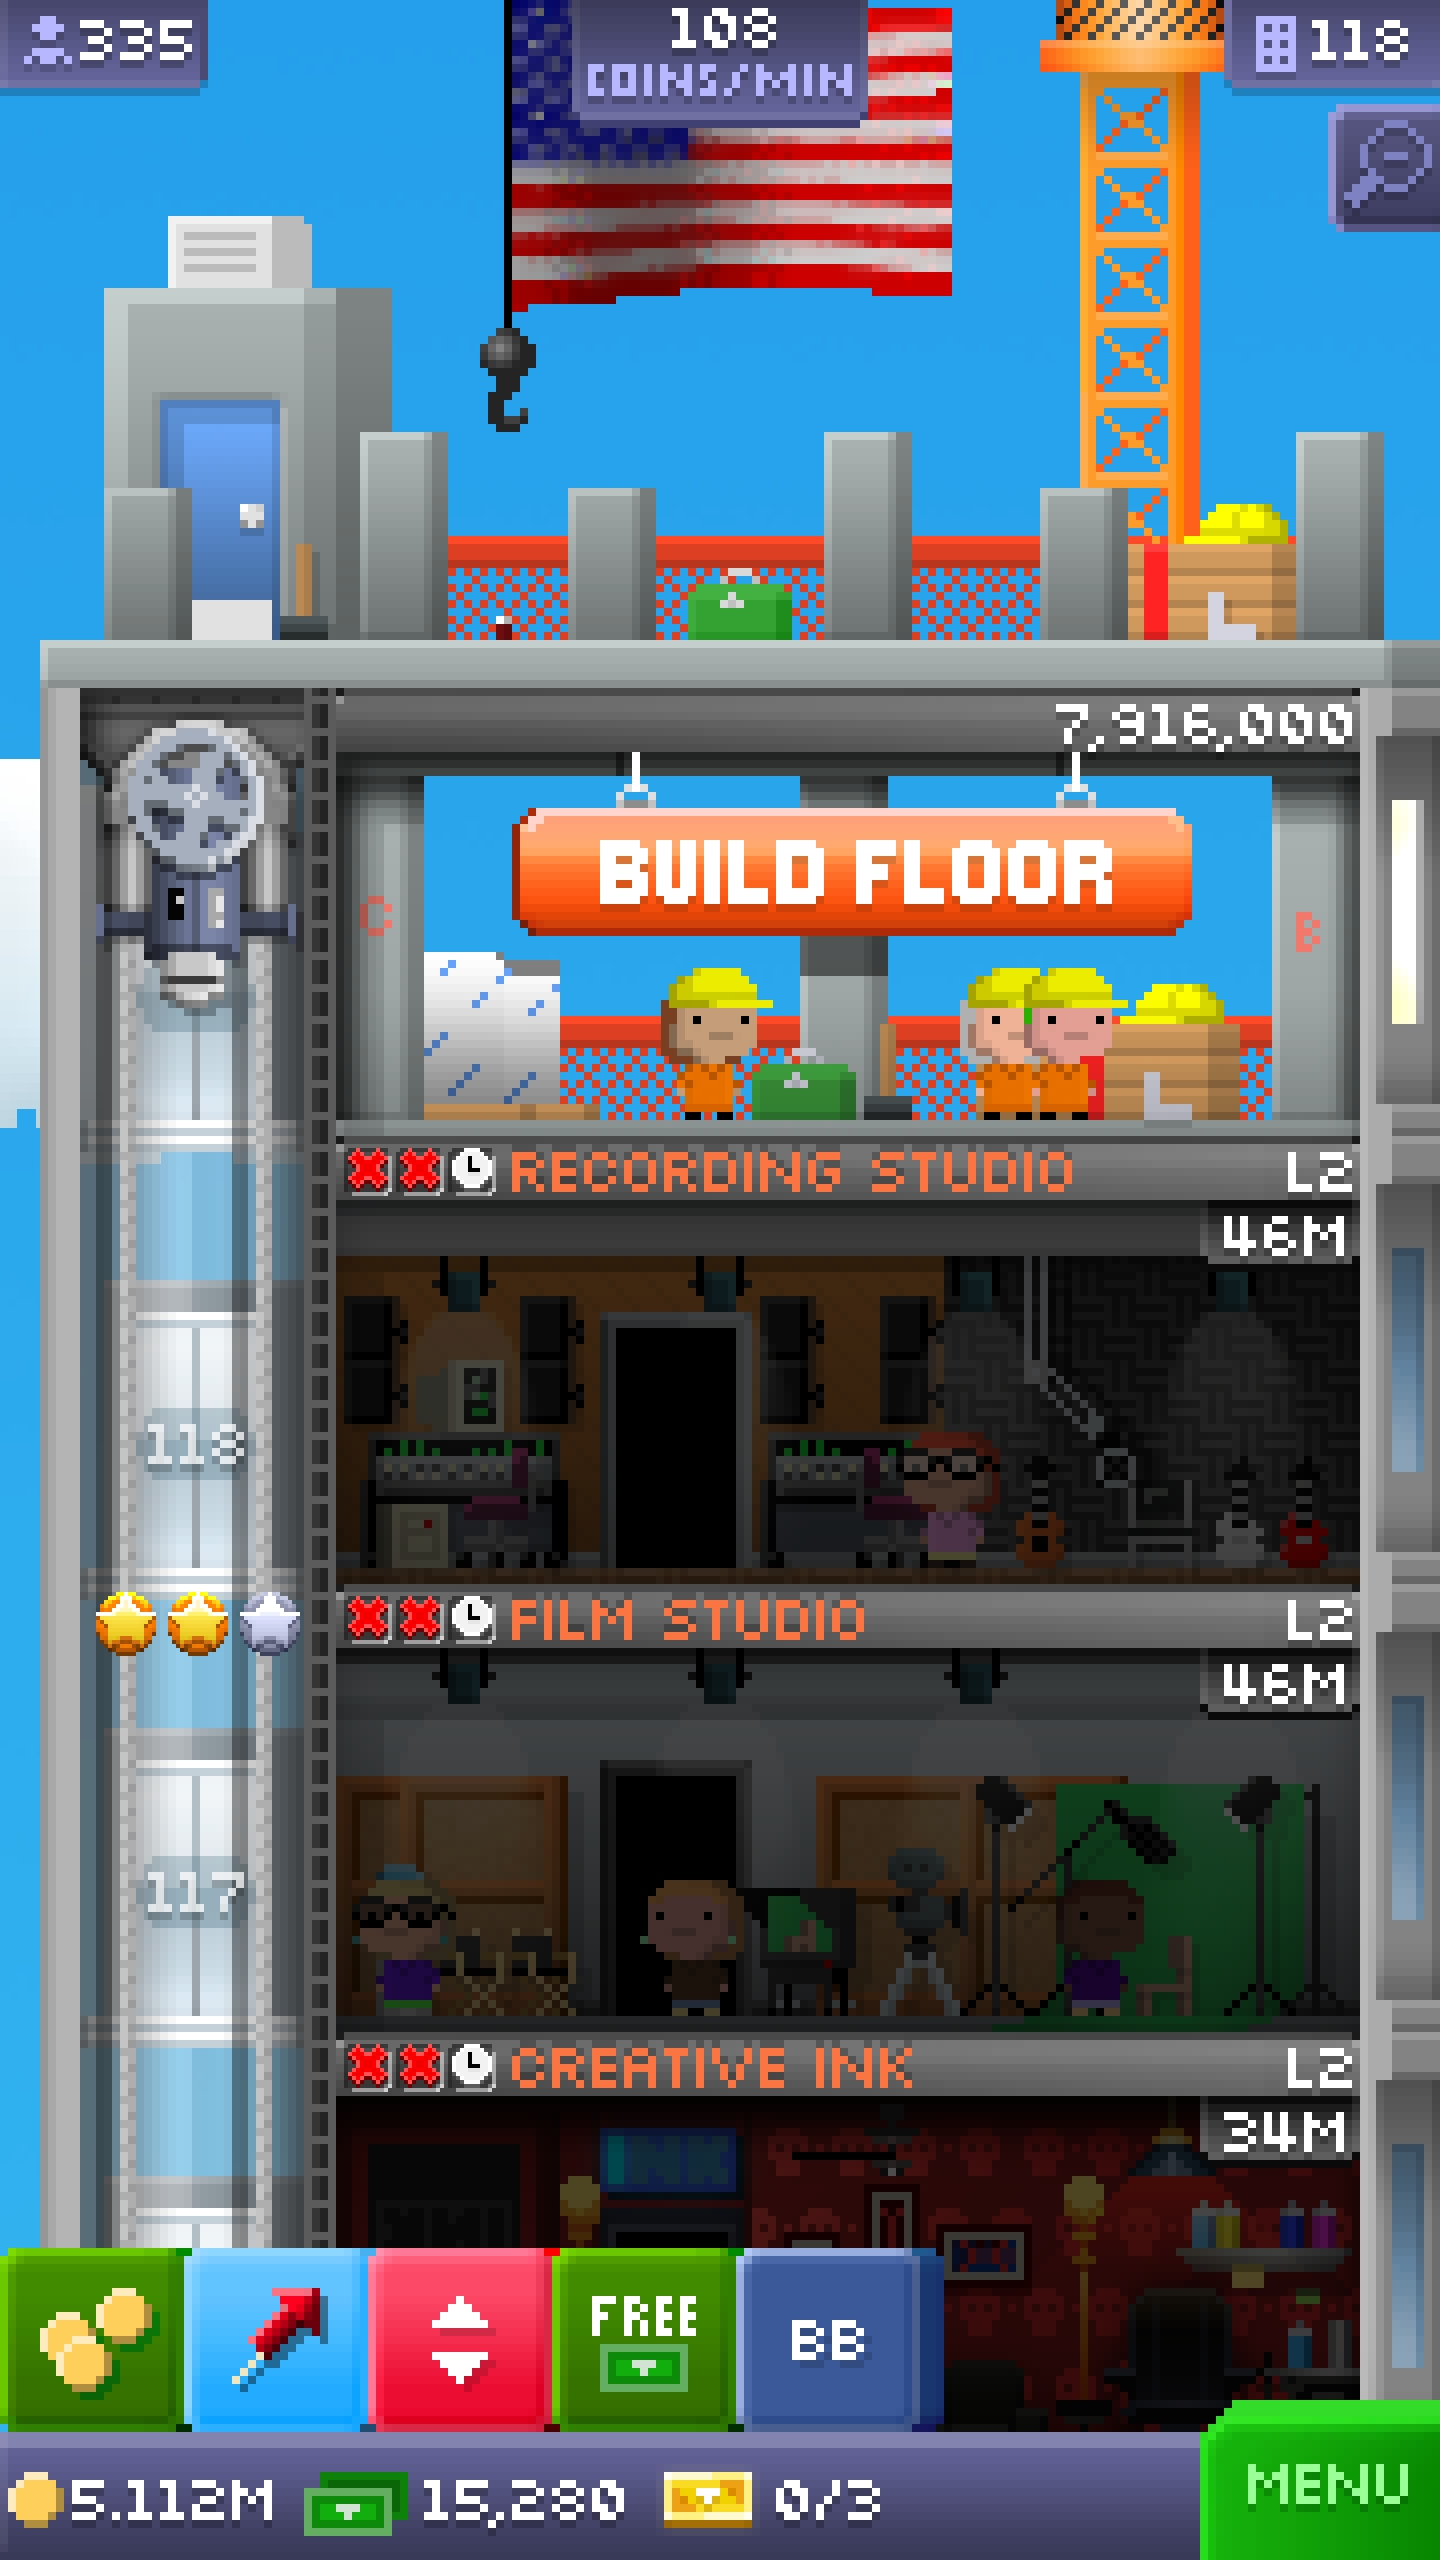 335
108
COINS/MIN
118
7,916,000
BUILD FLOOR
C
B
RECORDING STUDIO L2
46M
118
FILM STUDIO L2
46M
117
CREATIVE INK L2
34M
INK
FREE
BB
5.112M 15,280 0/3
MENU